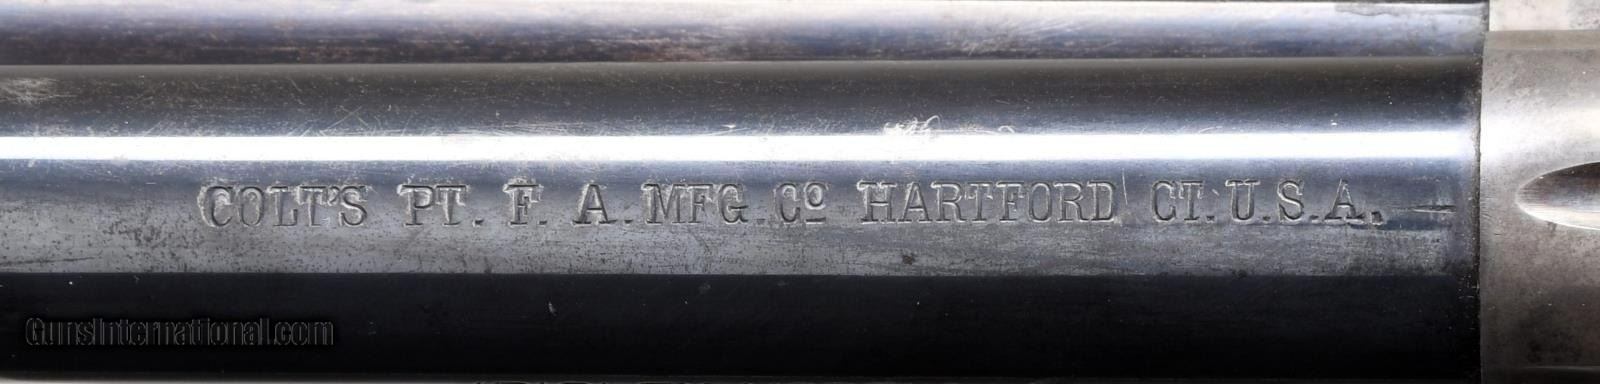 COLT'S PT. F. A. MFG. Co HARTFORD CT. U.S.A.
GunsInternational.com